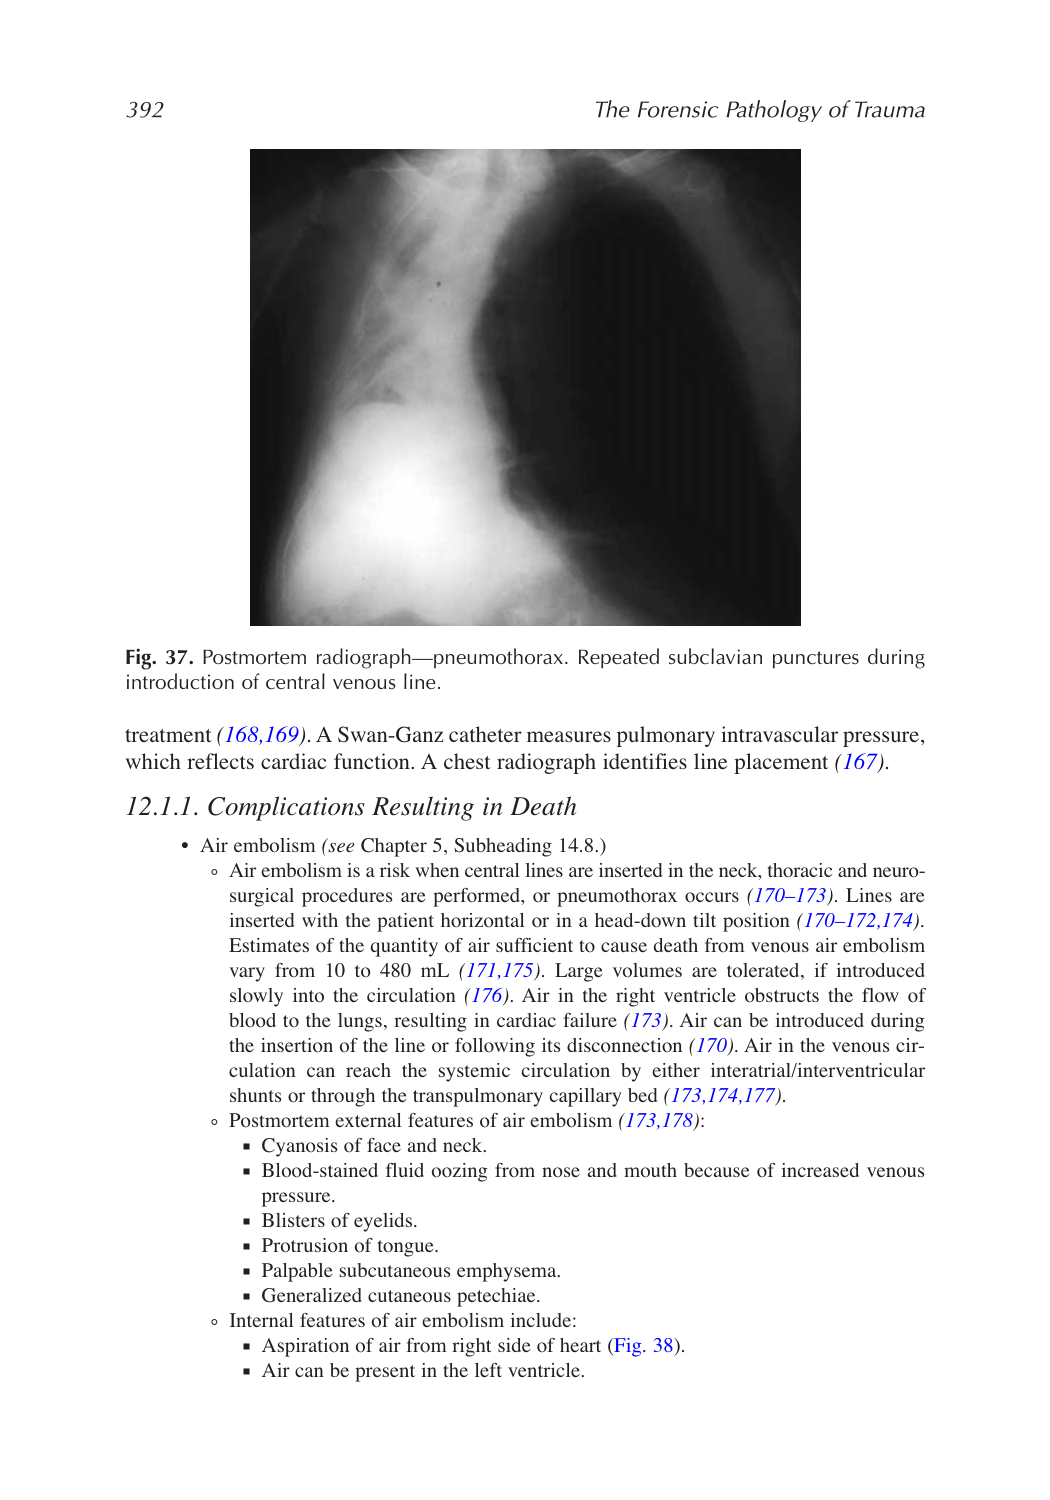 392
The Forensic Pathology of Trauma
Fig. 37. Postmortem radiograph—pneumothorax. Repeated subclavian punctures during
introduction of central venous line.
treatment (168,169). A Swan-Ganz catheter measures pulmonary intravascular pressure,
which reflects cardiac function. A chest radiograph identifies line placement (167).
12.1.1. Complications Resulting in Death
• Air embolism (see Chapter 5, Subheading 14.8.)
◦ Air embolism is a risk when central lines are inserted in the neck, thoracic and neuro-
surgical procedures are performed, or pneumothorax occurs (170–173). Lines are
inserted with the patient horizontal or in a head-down tilt position (170–172,174).
Estimates of the quantity of air sufficient to cause death from venous air embolism
vary from 10 to 480 mL (171,175). Large volumes are tolerated, if introduced
slowly into the circulation (176). Air in the right ventricle obstructs the flow of
blood to the lungs, resulting in cardiac failure (173). Air can be introduced during
the insertion of the line or following its disconnection (170). Air in the venous cir-
culation can reach the systemic circulation by either interatrial/interventricular
shunts or through the transpulmonary capillary bed (173,174,177).
◦ Postmortem external features of air embolism (173,178):
▪ Cyanosis of face and neck.
▪ Blood-stained fluid oozing from nose and mouth because of increased venous
pressure.
▪ Blisters of eyelids.
▪ Protrusion of tongue.
▪ Palpable subcutaneous emphysema.
▪ Generalized cutaneous petechiae.
◦ Internal features of air embolism include:
▪ Aspiration of air from right side of heart (Fig. 38).
▪ Air can be present in the left ventricle.